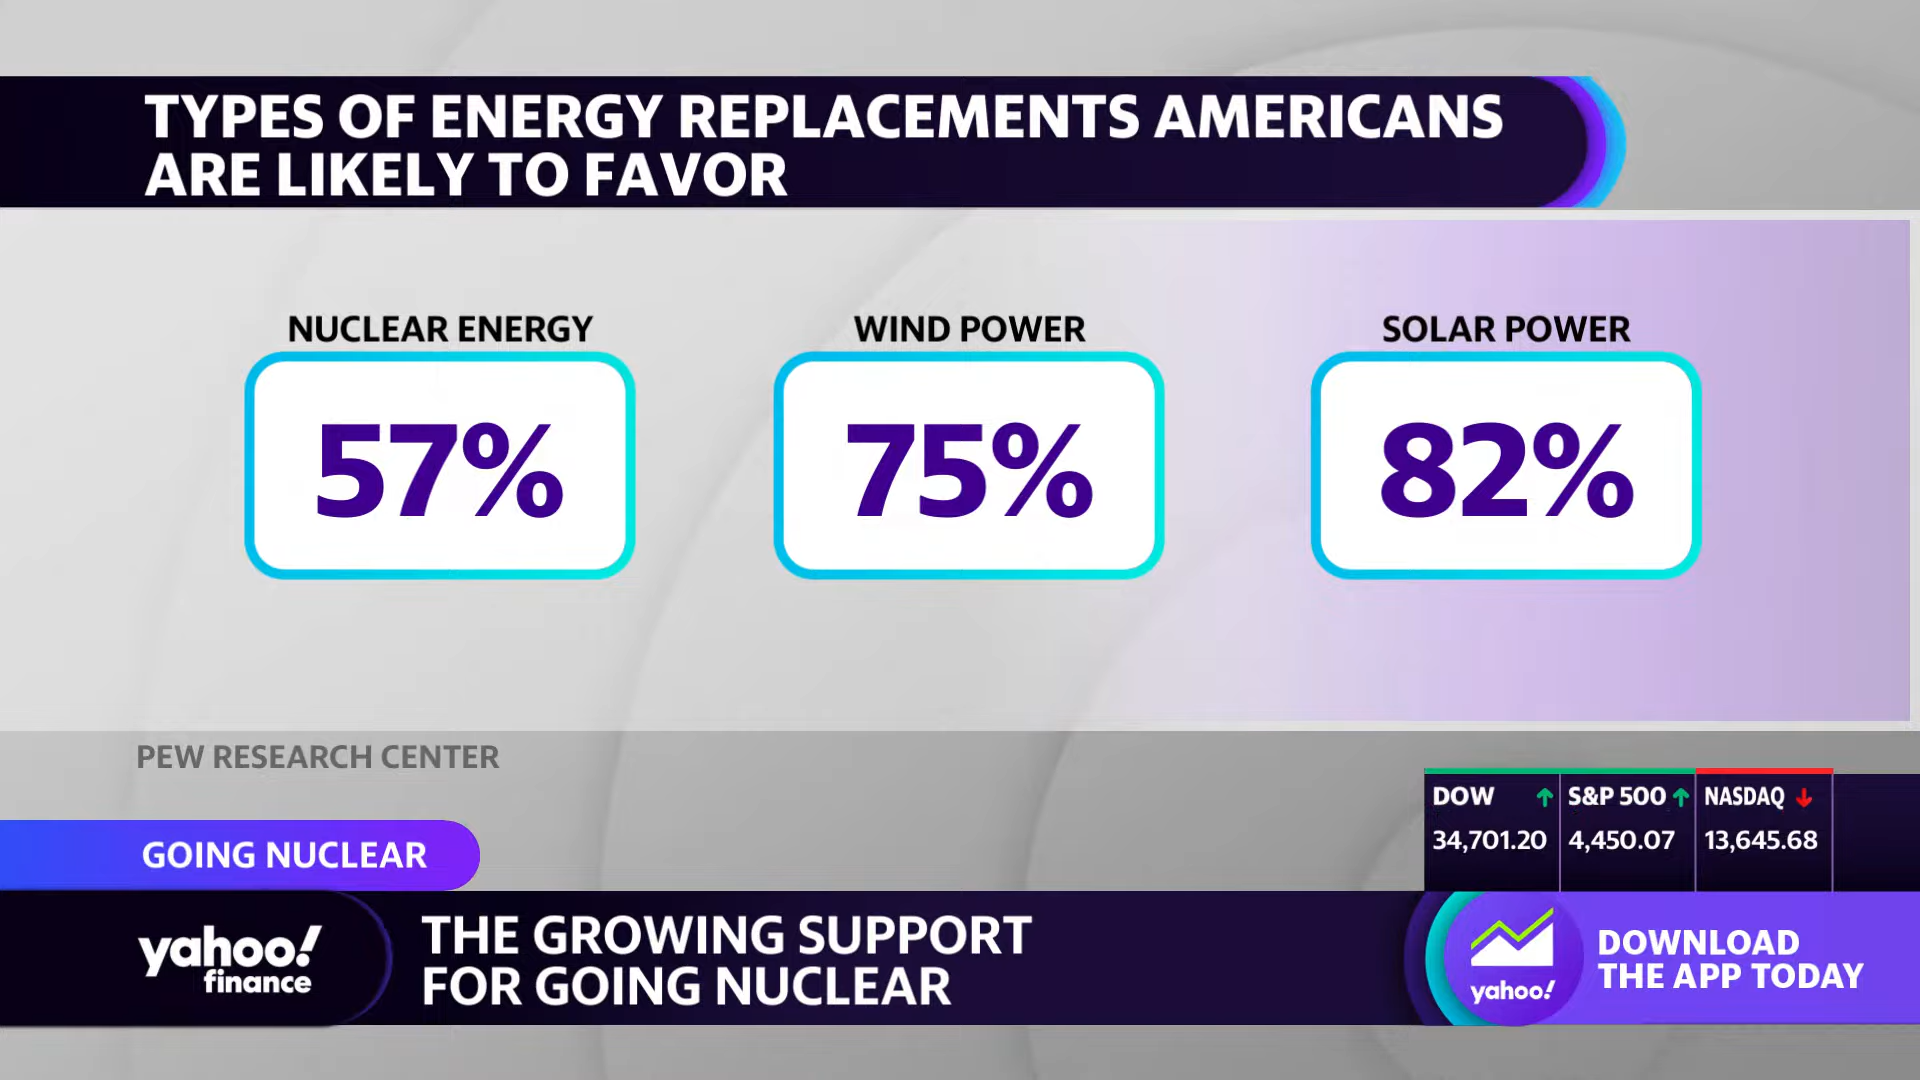 TYPES OF ENERGY REPLACEMENTS AMERICANS
ARE LIKELY TO FAVOR
NUCLEAR ENERGY
57%
WIND POWER
75%
SOLAR POWER
82%
PEW RESEARCH CENTER
DOW
34,701.20
S&P 500
4,450.07
NASDAQ
13,645.68
GOING NUCLEAR
yahoo!
finance
THE GROWING SUPPORT
FOR GOING NUCLEAR
yahoo!
DOWNLOAD
THE APP TODAY